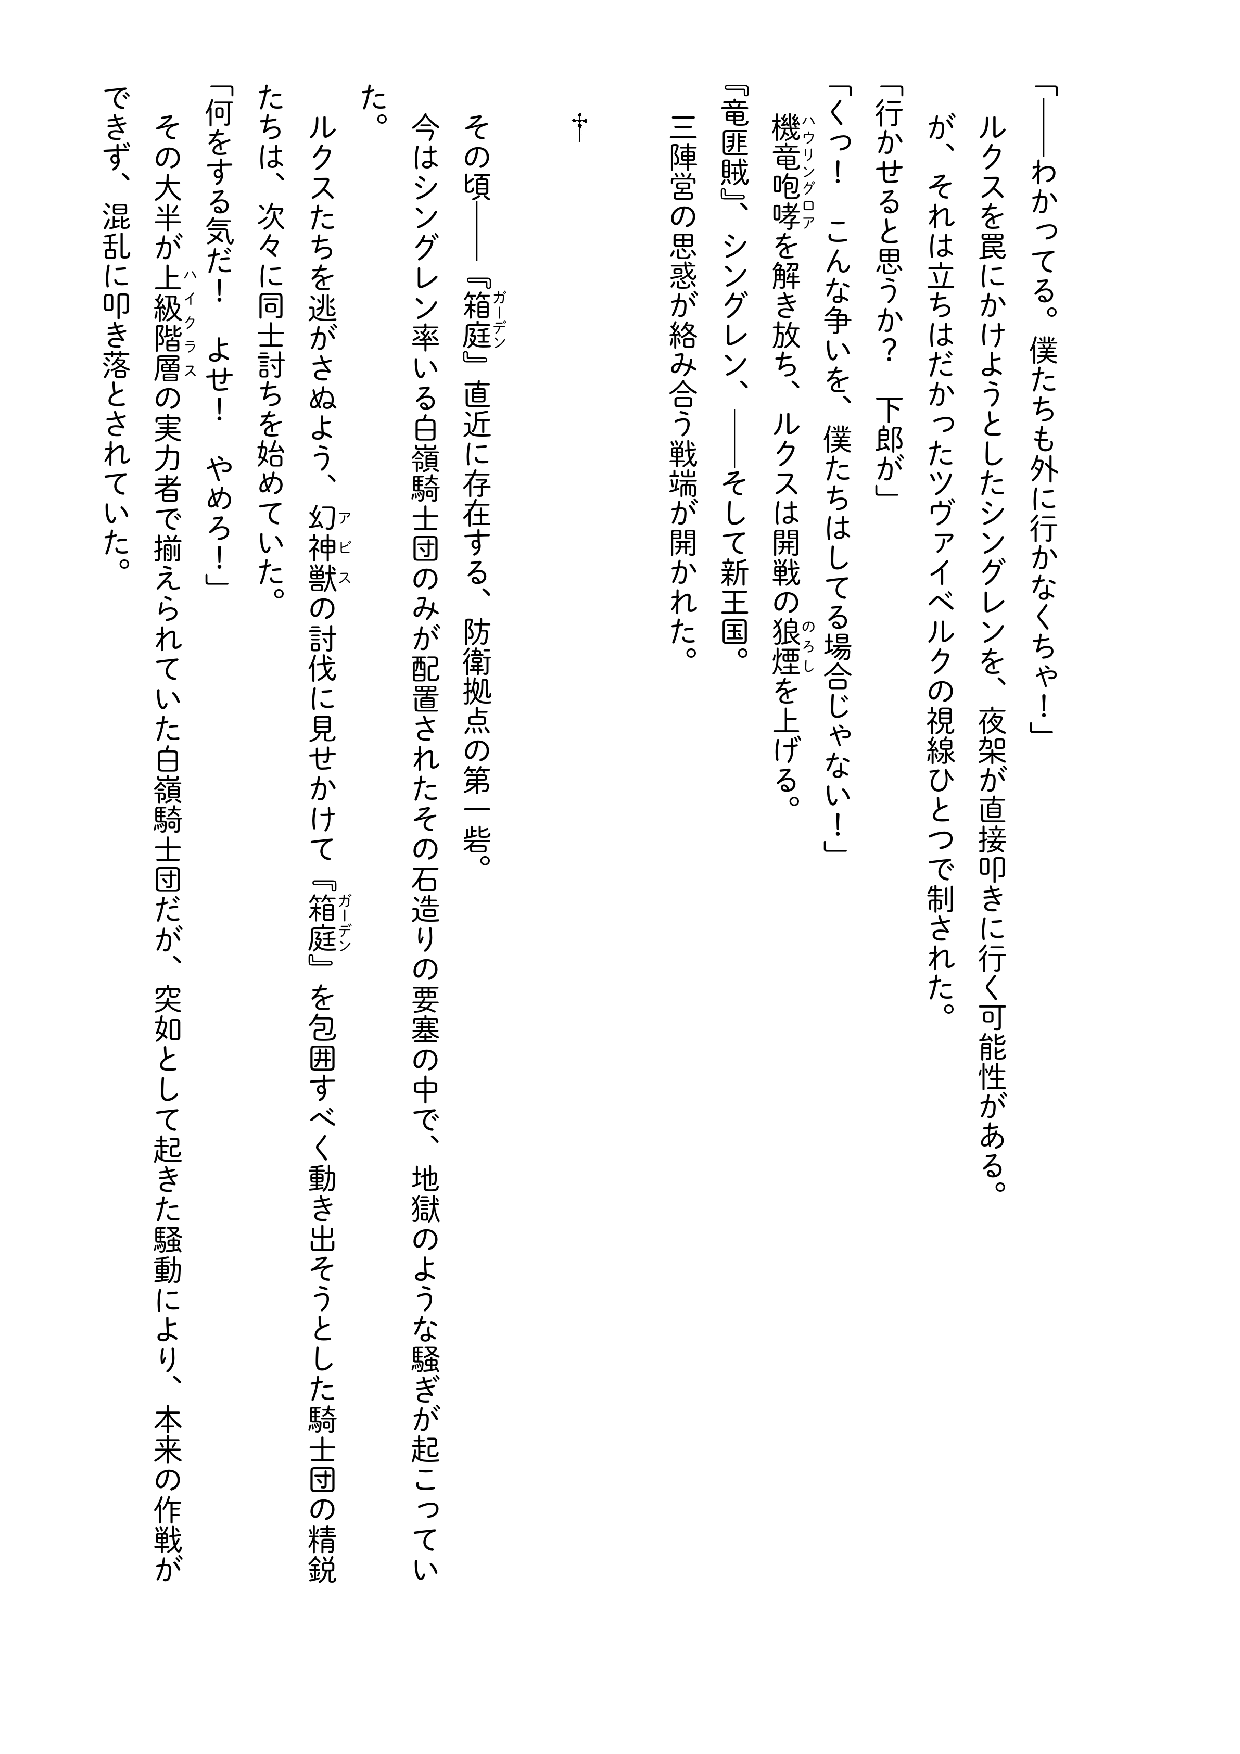 「――わかってる。僕たちも外に行かなくちゃ！」
ルクスを罠にかけようとしたシングレンを、夜架が直接叩きに行く可能性がある。
が、それは立ちはだかったツヴァイベルクの視線ひとつで制された。
「行かせると思うか？　下郎が」
「くっ！　こんな争いを、僕たちはしてる場合じゃない！」
機竜咆哮ハウリングロアを解き放ち、ルクスは開戦の狼煙のろしを上げる。
『竜匪賊』、シングレン、――そして新王国。
三陣営の思惑が絡み合う戦端が開かれた。
†
その頃――『箱庭ガーデン』直近に存在する、防衛拠点の第一砦。
今はシングレン率いる白嶺騎士団のみが配置されたその石造りの要塞の中で、地獄のような騒ぎが起こってい
た。
ルクスたちを逃がさぬよう、幻神獣アビスの討伐に見せかけて『箱庭ガーデン』を包囲すべく動き出そうとした騎士団の精鋭
たちは、次々に同士討ちを始めていた。
「何をする気だ！　よせ！　やめろ！」
その大半が上級階層ハイクラスの実力者で揃えられていた白嶺騎士団だが、突如として起きた騒動により、本来の作戦が
できず、混乱に叩き落とされていた。